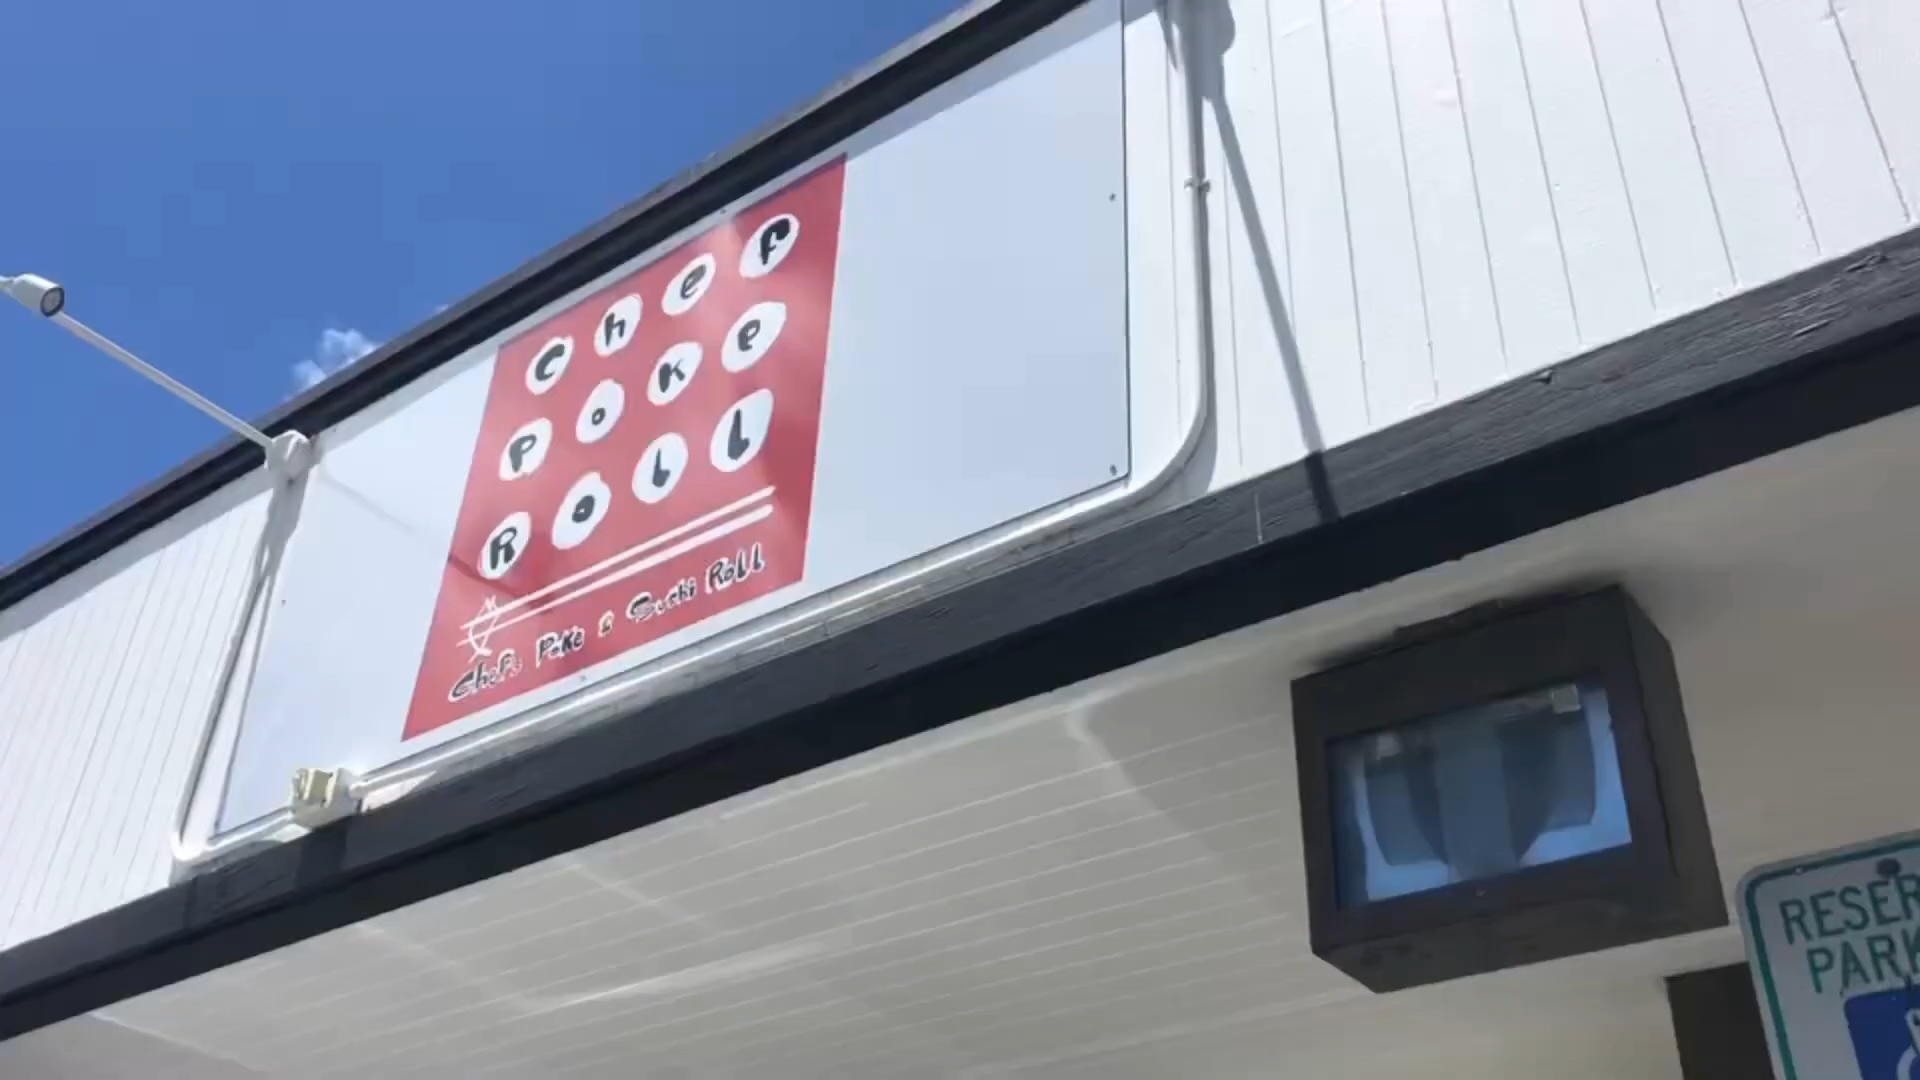 Chef
Poke
Roll
Chef's Poke & Sushi Roll
RESER
PARK